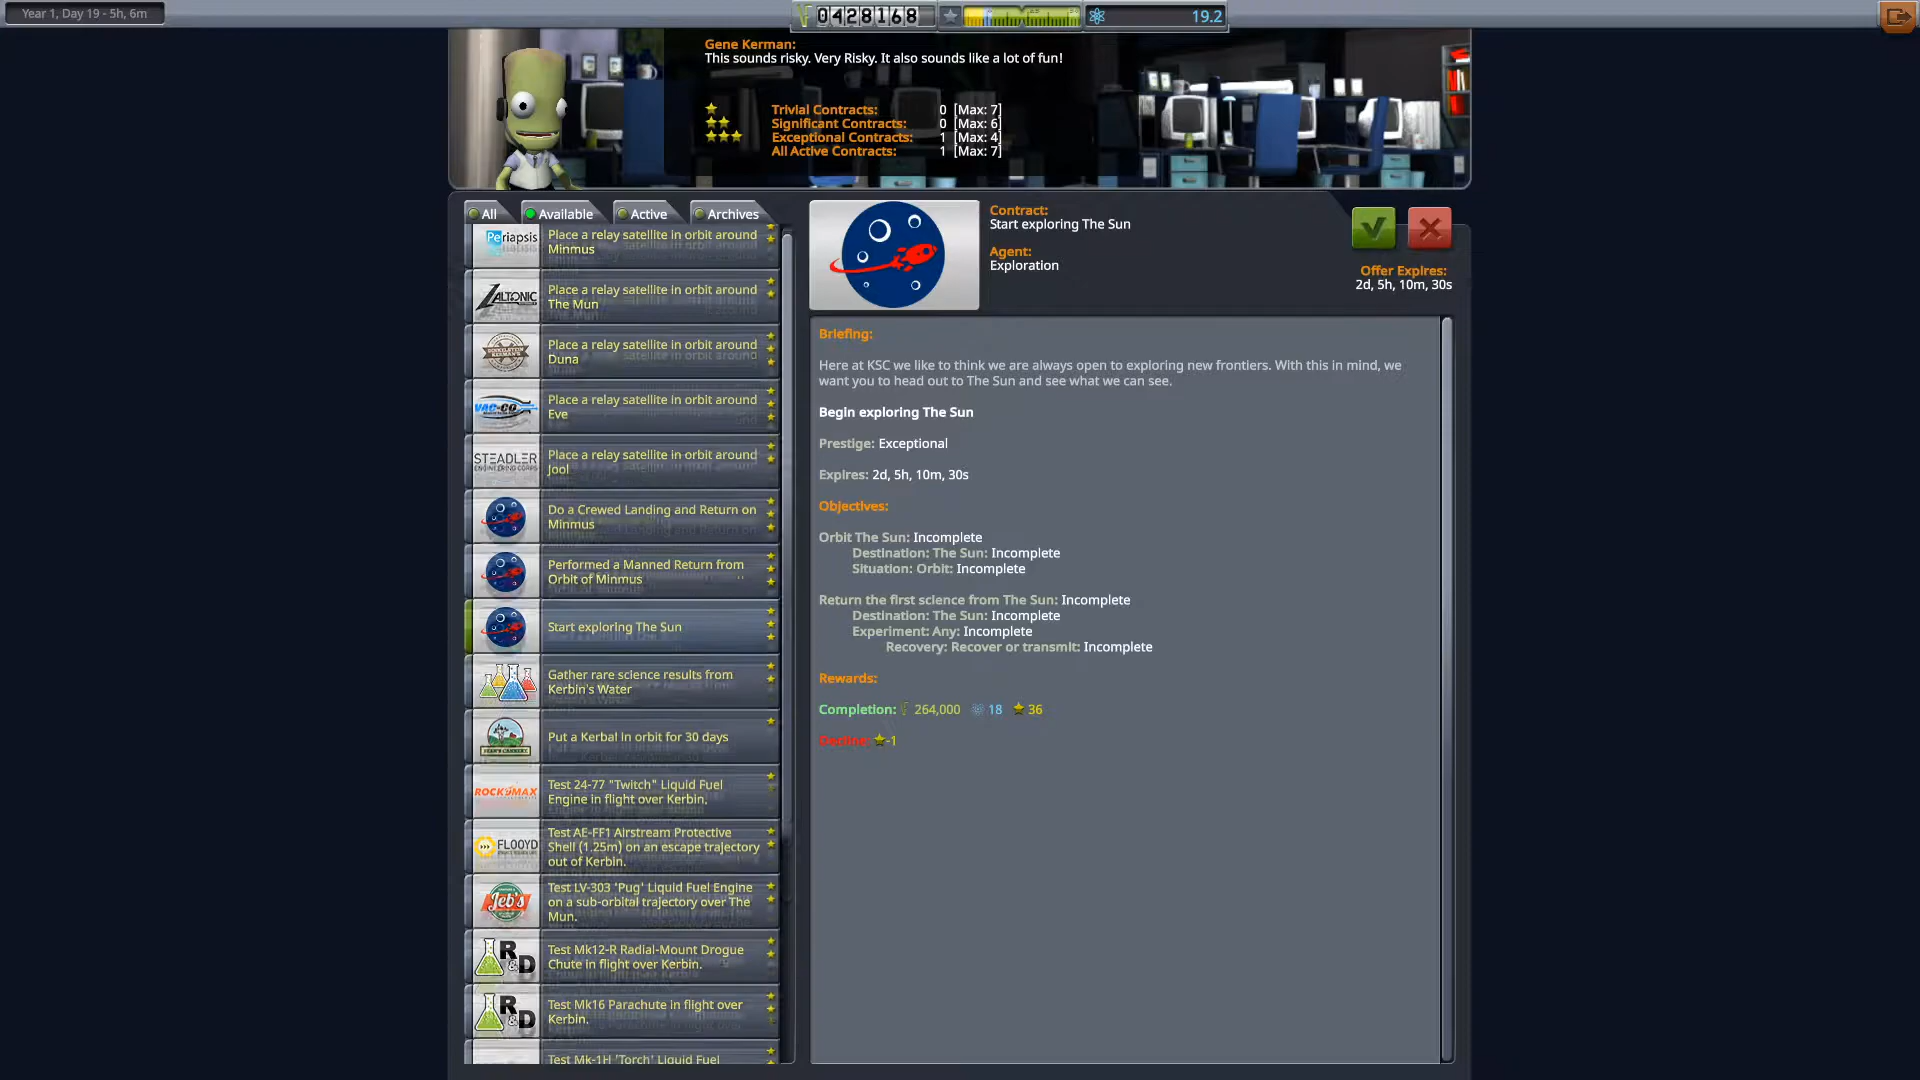 Year 1, Day 19 - 5h, 6m
0428168
19.2
Gene Kerman:
This sounds risky. Very Risky. It also sounds like a lot of fun!
Trivial Contracts: 0 [Max: 7]
Significant Contracts: 0 [Max: 6]
Exceptional Contracts: 1 [Max: 4]
All Active Contracts: 1 [Max: 7]
All
Available
Active
Archives
Periapsis
Place a relay satellite in orbit around
Minmus
ZALTONIC
Place a relay satellite in orbit around
The Mun
Place a relay satellite in orbit around
Duna
VAC-CO
Place a relay satellite in orbit around
Eve
STEADLER
ENGINEERING CORPS
Place a relay satellite in orbit around
Jool
Do a Crewed Landing and Return on
Minmus
Performed a Manned Return from
Orbit of Minmus
Start exploring The Sun
Gather rare science results from
Kerbin's Water
Put a Kerbal in orbit for 30 days
ROCKOMAX
Test 24-77 "Twitch" Liquid Fuel
Engine in flight over Kerbin.
FLOOYD
Test AE-FF1 Airstream Protective
Shell (1.25m) on an escape trajectory
out of Kerbin.
Jeb's
Test LV-303 'Pug' Liquid Fuel Engine
on a sub-orbital trajectory over The
Mun.
R&D
Test Mk12-R Radial-Mount Drogue
Chute in flight over Kerbin.
R&D
Test Mk16 Parachute in flight over
Kerbin.
Test Mk-1H 'Torch' Liquid Fuel
Contract:
Start exploring The Sun
Agent:
Exploration
Offer Expires:
2d, 5h, 10m, 30s
Briefing:
Here at KSC we like to think we are always open to exploring new frontiers. With this in mind, we
want you to head out to The Sun and see what we can see.
Begin exploring The Sun
Prestige: Exceptional
Expires: 2d, 5h, 10m, 30s
Objectives:
Orbit The Sun: Incomplete
Destination: The Sun: Incomplete
Situation: Orbit: Incomplete
Return the first science from The Sun: Incomplete
Destination: The Sun: Incomplete
Experiment: Any: Incomplete
Recovery: Recover or transmit: Incomplete
Rewards:
Completion: 264,000 18 36
Decline: -1